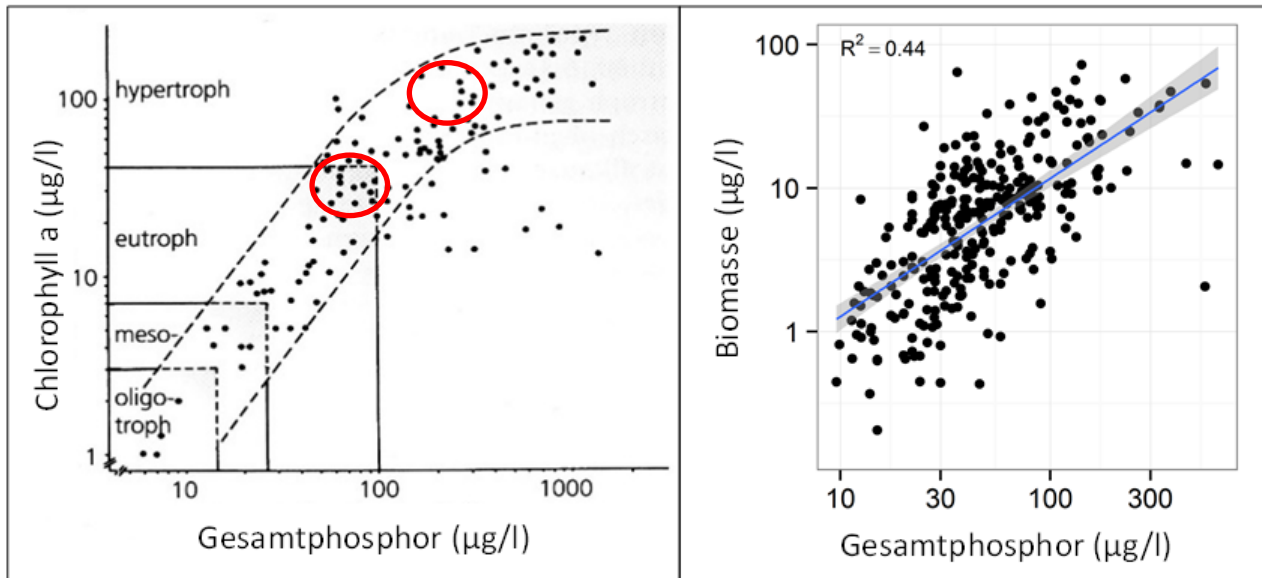 Chlorophyll a (µg/l)
100
10
1
hypertroph
eutroph
meso-
oligo-
troph
10
100
1000
Gesamtphosphor (µg/l)
R² = 0.44
Biomasse (µg/l)
100
10
1
10
30
100
300
Gesamtphosphor (µg/l)